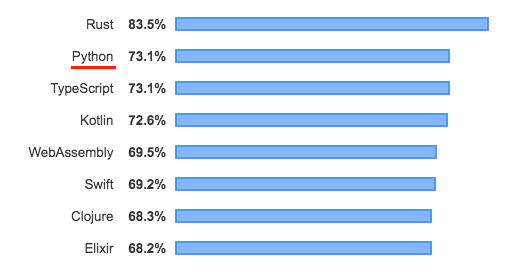 Rust 83.5%
Python 73.1%
TypeScript 73.1%
Kotlin 72.6%
WebAssembly 69.5%
Swift 69.2%
Clojure 68.3%
Elixir 68.2%